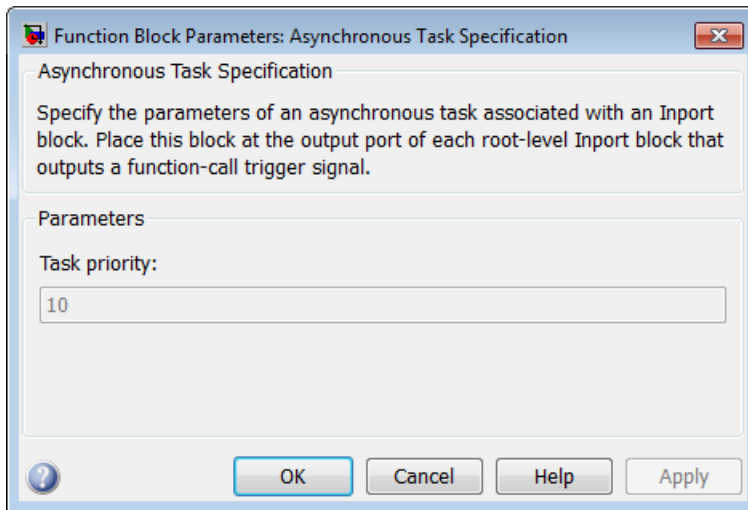 Function Block Parameters: Asynchronous Task Specification
Asynchronous Task Specification
Specify the parameters of an asynchronous task associated with an Inport
block. Place this block at the output port of each root-level Inport block that
outputs a function-call trigger signal.
Parameters
Task priority:
10
OK Cancel Help Apply